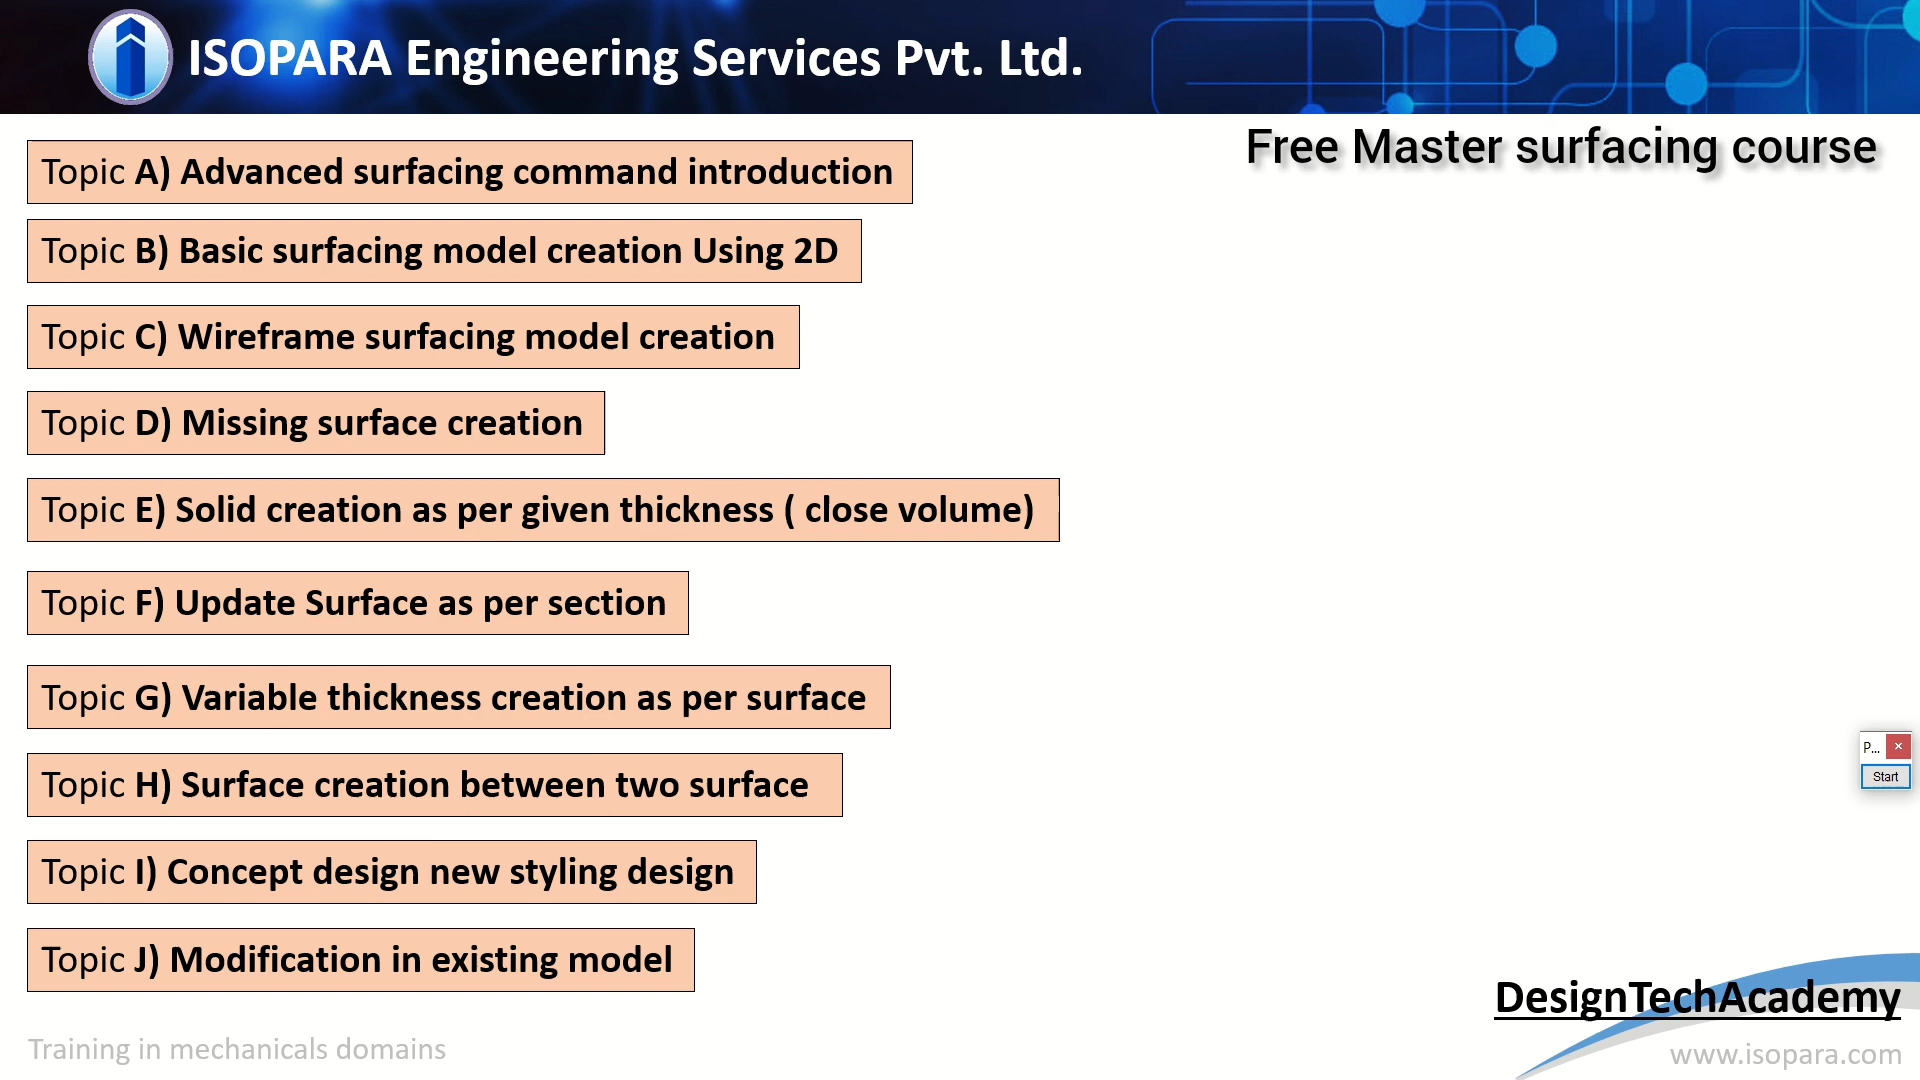 ISOPARA Engineering Services Pvt. Ltd.
Free Master surfacing course
Topic A) Advanced surfacing command introduction
Topic B) Basic surfacing model creation Using 2D
Topic C) Wireframe surfacing model creation
Topic D) Missing surface creation
Topic E) Solid creation as per given thickness ( close volume)
Topic F) Update Surface as per section
Topic G) Variable thickness creation as per surface
P...
Start
Topic H) Surface creation between two surface
Topic I) Concept design new styling design
Topic J) Modification in existing model
DesignTechAcademy
Training in mechanicals domains
www.isopara.com